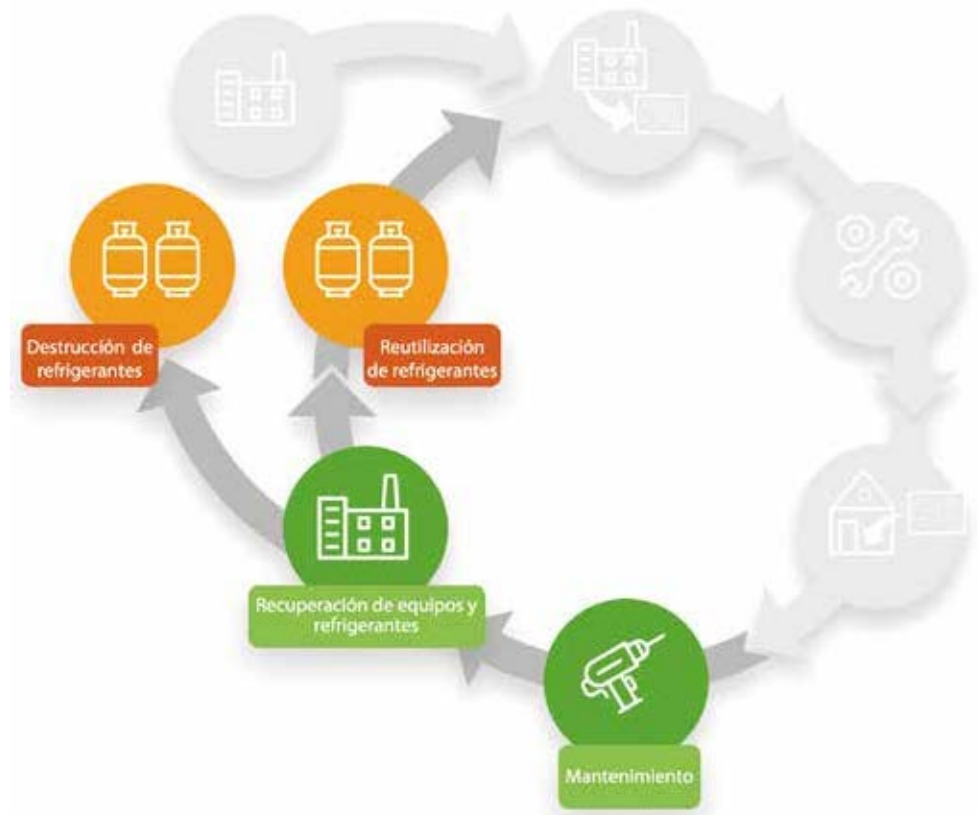 Destrucción de
refrigerantes
Reutilización
de refrigerantes
Recuperación de equipos y
refrigerantes
Mantenimiento